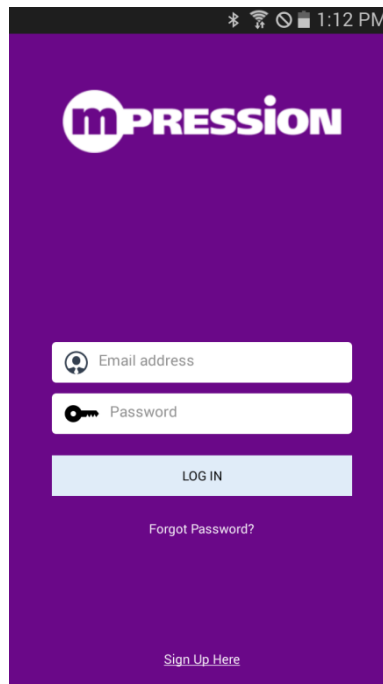 1:12 PM
mPRESSiON
Email address
Password
LOG IN
Forgot Password?
Sign Up Here